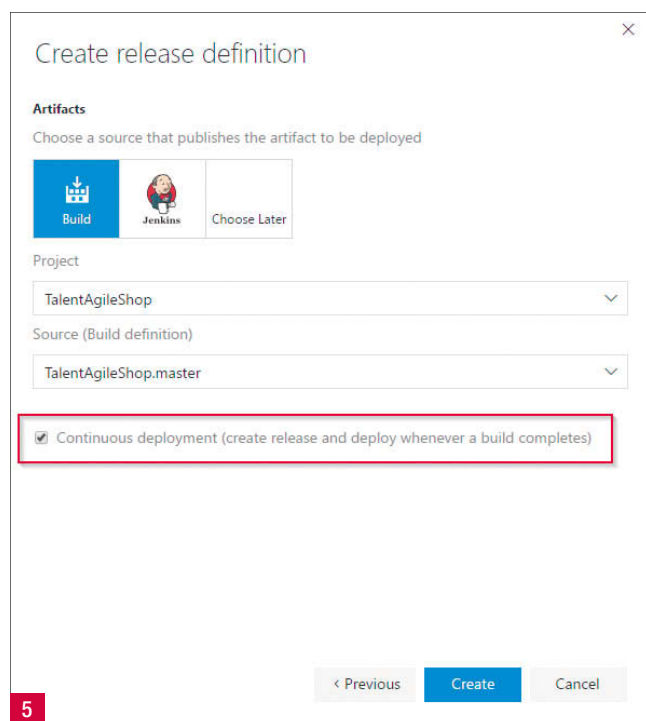 Create release definition
Artifacts
Choose a source that publishes the artifact to be deployed
Build
Jenkins
Choose Later
Project
TalentAgileShop
Source (Build definition)
TalentAgileShop.master
Continuous deployment (create release and deploy whenever a build completes)
< Previous
Create
Cancel
5